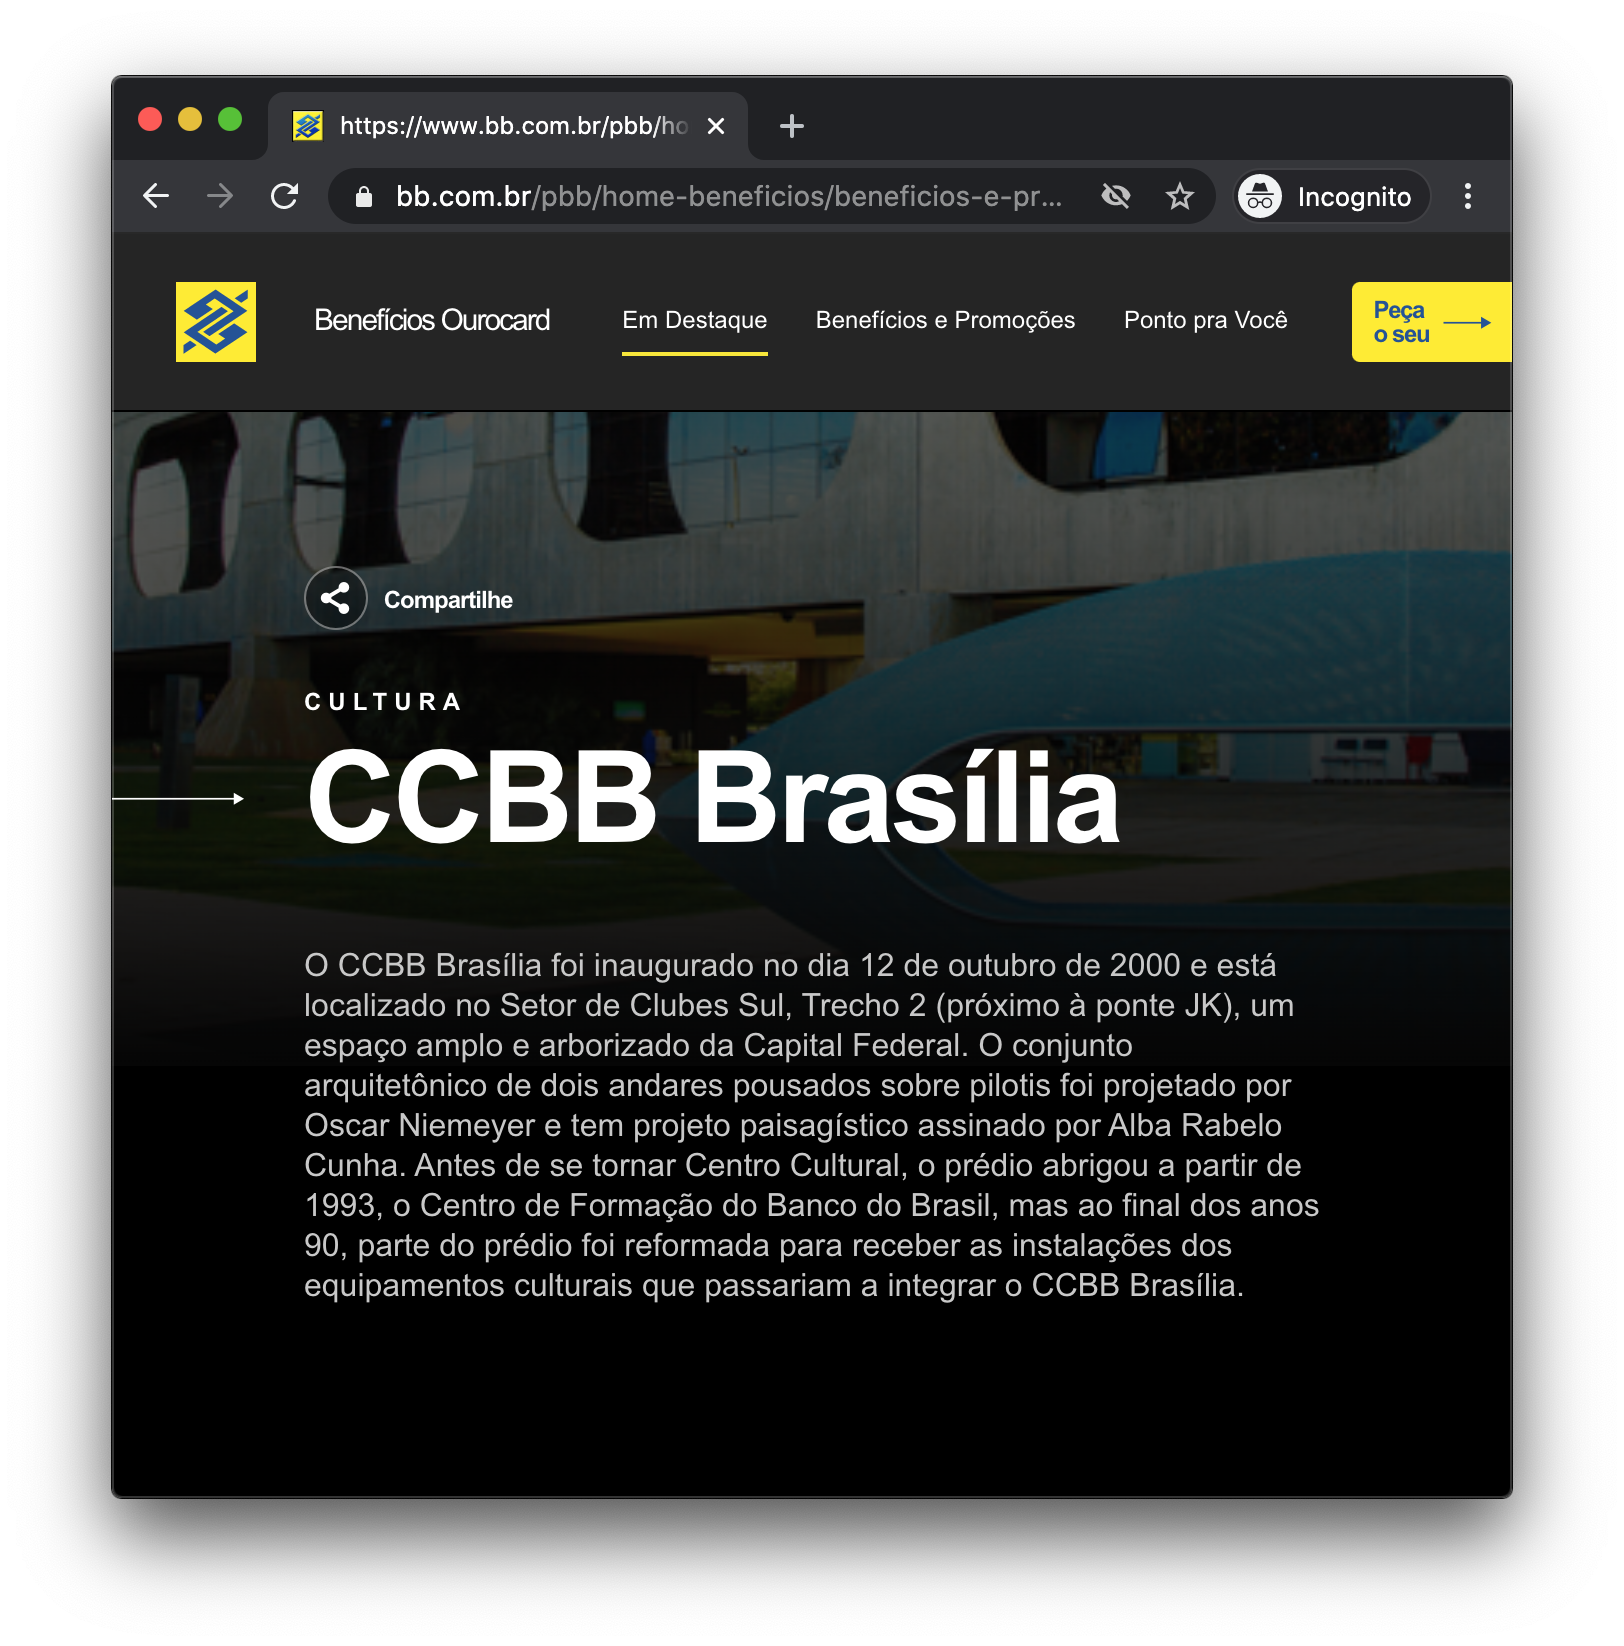 https://www.bb.com.br/pbb/ho
bb.com.br/pbb/home-beneficios/beneficios-e-pr...
Incognito
Benefícios Ourocard
Em Destaque
Benefícios e Promoções
Ponto pra Você
Peça
o seu
Compartilhe
CULTURA
CCBB Brasília
O CCBB Brasília foi inaugurado no dia 12 de outubro de 2000 e está
localizado no Setor de Clubes Sul, Trecho 2 (próximo à ponte JK), um
espaço amplo e arborizado da Capital Federal. O conjunto
arquitetônico de dois andares pousados sobre pilotis foi projetado por
Oscar Niemeyer e tem projeto paisagístico assinado por Alba Rabelo
Cunha. Antes de se tornar Centro Cultural, o prédio abrigou a partir de
1993, o Centro de Formação do Banco do Brasil, mas ao final dos anos
90, parte do prédio foi reformada para receber as instalações dos
equipamentos culturais que passariam a integrar o CCBB Brasília.